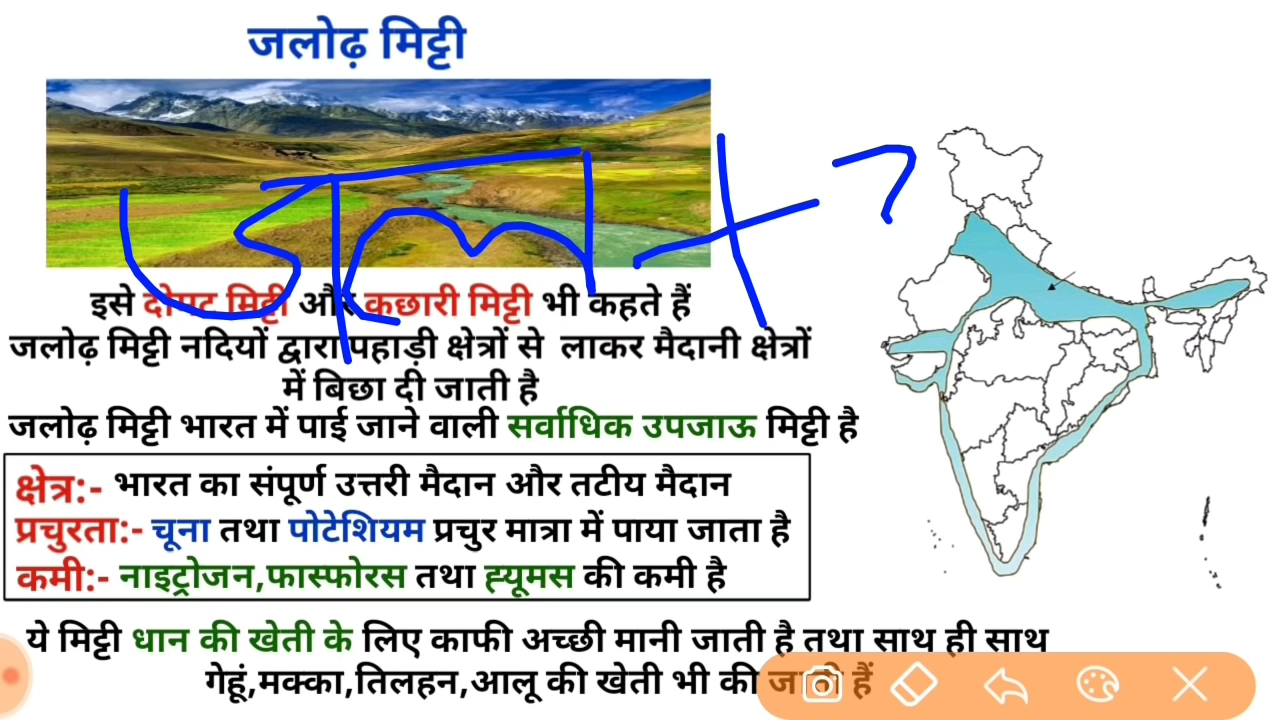 जलोढ़ मिट्टी
जल + ?
इसे दोमट मिट्टी और कछारी मिट्टी भी कहते हैं
जलोढ़ मिट्टी नदियों द्वारा पहाड़ी क्षेत्रों से लाकर मैदानी क्षेत्रों
में बिछा दी जाती है
जलोढ़ मिट्टी भारत में पाई जाने वाली सर्वाधिक उपजाऊ मिट्टी है
क्षेत्र:- भारत का संपूर्ण उत्तरी मैदान और तटीय मैदान
प्रचुरता:- चूना तथा पोटेशियम प्रचुर मात्रा में पाया जाता है
कमी:- नाइट्रोजन,फास्फोरस तथा ह्यूमस की कमी है
ये मिट्टी धान की खेती के लिए काफी अच्छी मानी जाती है तथा साथ ही साथ
गेहूं,मक्का,तिलहन,आलू की खेती भी की जाती हैं